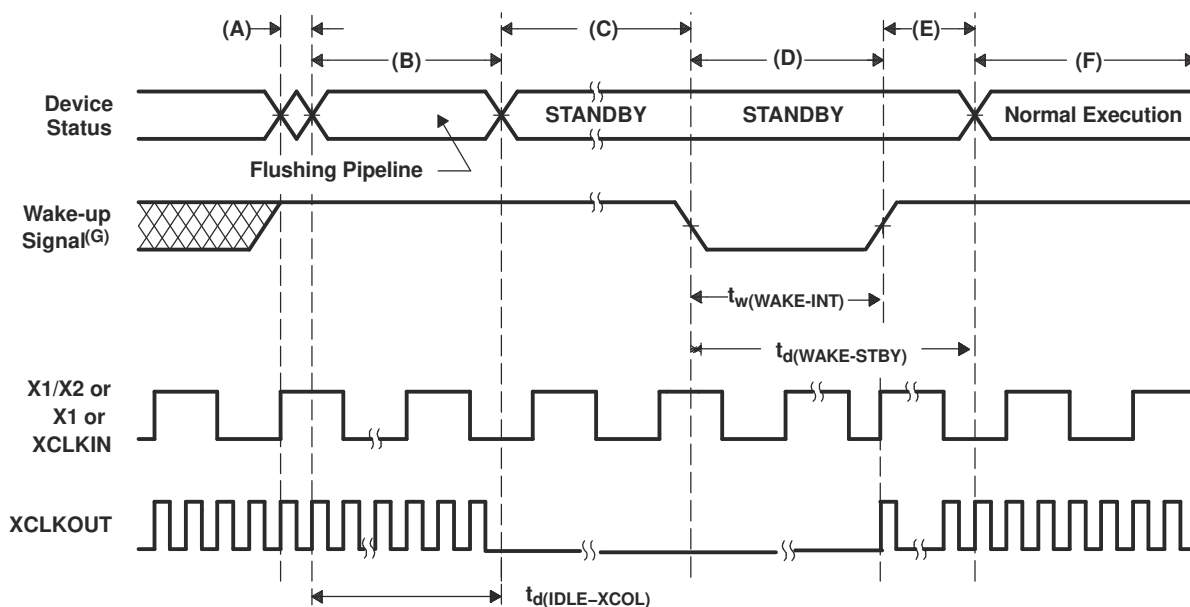 (A)
(B)
(C)
(D)
(E)
(F)
Device
Status
STANDBY
STANDBY
Normal Execution
Flushing Pipeline
Wake-up
Signal(G)
tw(WAKE-INT)
td(WAKE-STBY)
X1/X2 or
X1 or
XCLKIN
XCLKOUT
td(IDLE–XCOL)